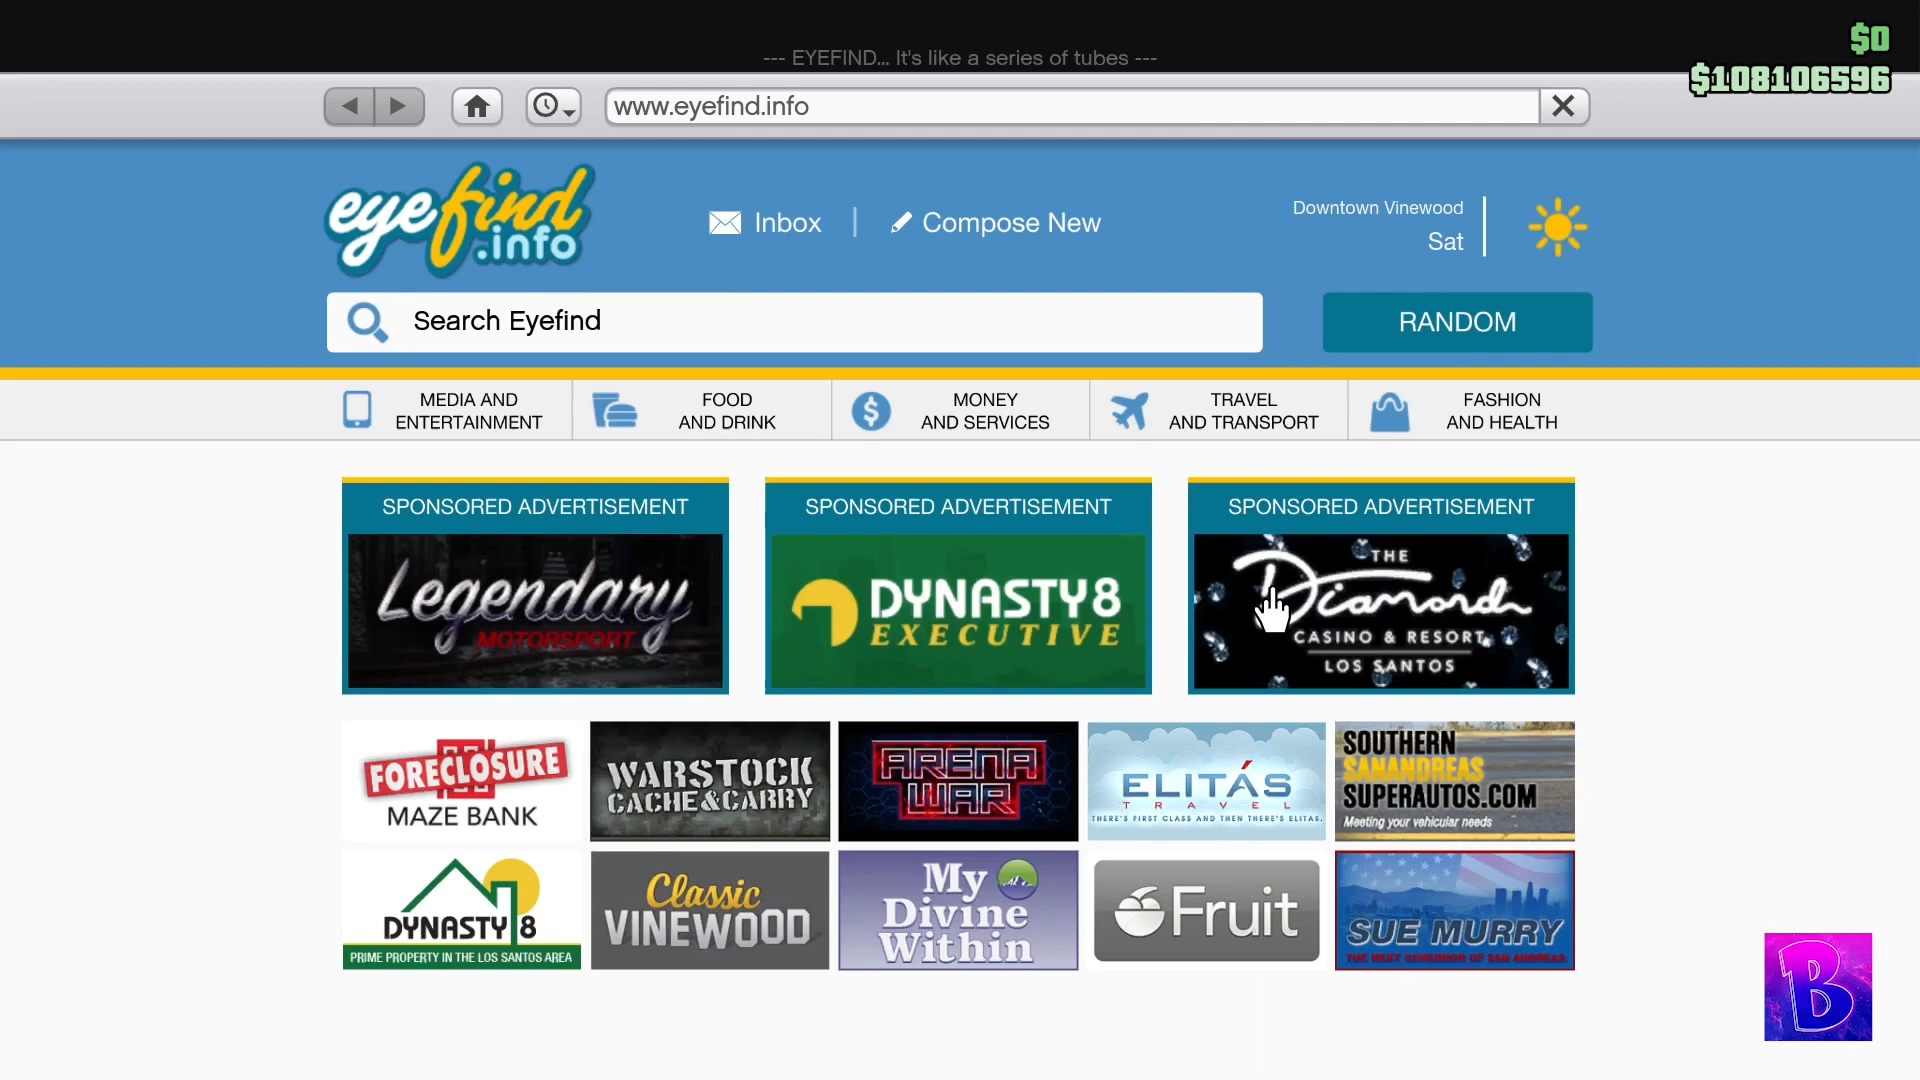 $0
--- EYEFIND... It's like a series of tubes ---
$108106596
www.eyefind.info
eyefind
.info
Inbox
Compose New
Downtown Vinewood
Sat
Search Eyefind
RANDOM
MEDIA AND
ENTERTAINMENT
FOOD
AND DRINK
MONEY
AND SERVICES
TRAVEL
AND TRANSPORT
FASHION
AND HEALTH
SPONSORED ADVERTISEMENT
Legendary
MOTORSPORT
SPONSORED ADVERTISEMENT
DYNASTY8
EXECUTIVE
SPONSORED ADVERTISEMENT
THE
Diamond
CASINO & RESORT
LOS SANTOS
FORECLOSURE
MAZE BANK
WARSTOCK
CACHE&CARRY
ARENA
WAR
ELITÁS
TRAVEL
THERE'S FIRST CLASS AND THEN THERE'S ELITAS.
SOUTHERN
SANANDREAS
SUPERAUTOS.COM
Meeting your vehicular needs
DYNASTY 8
PRIME PROPERTY IN THE LOS SANTOS AREA
Classic
VINEWOOD
My
Divine
Within
Fruit
SUE MURRY
THE NEXT GOVERNOR OF SAN ANDREAS
B